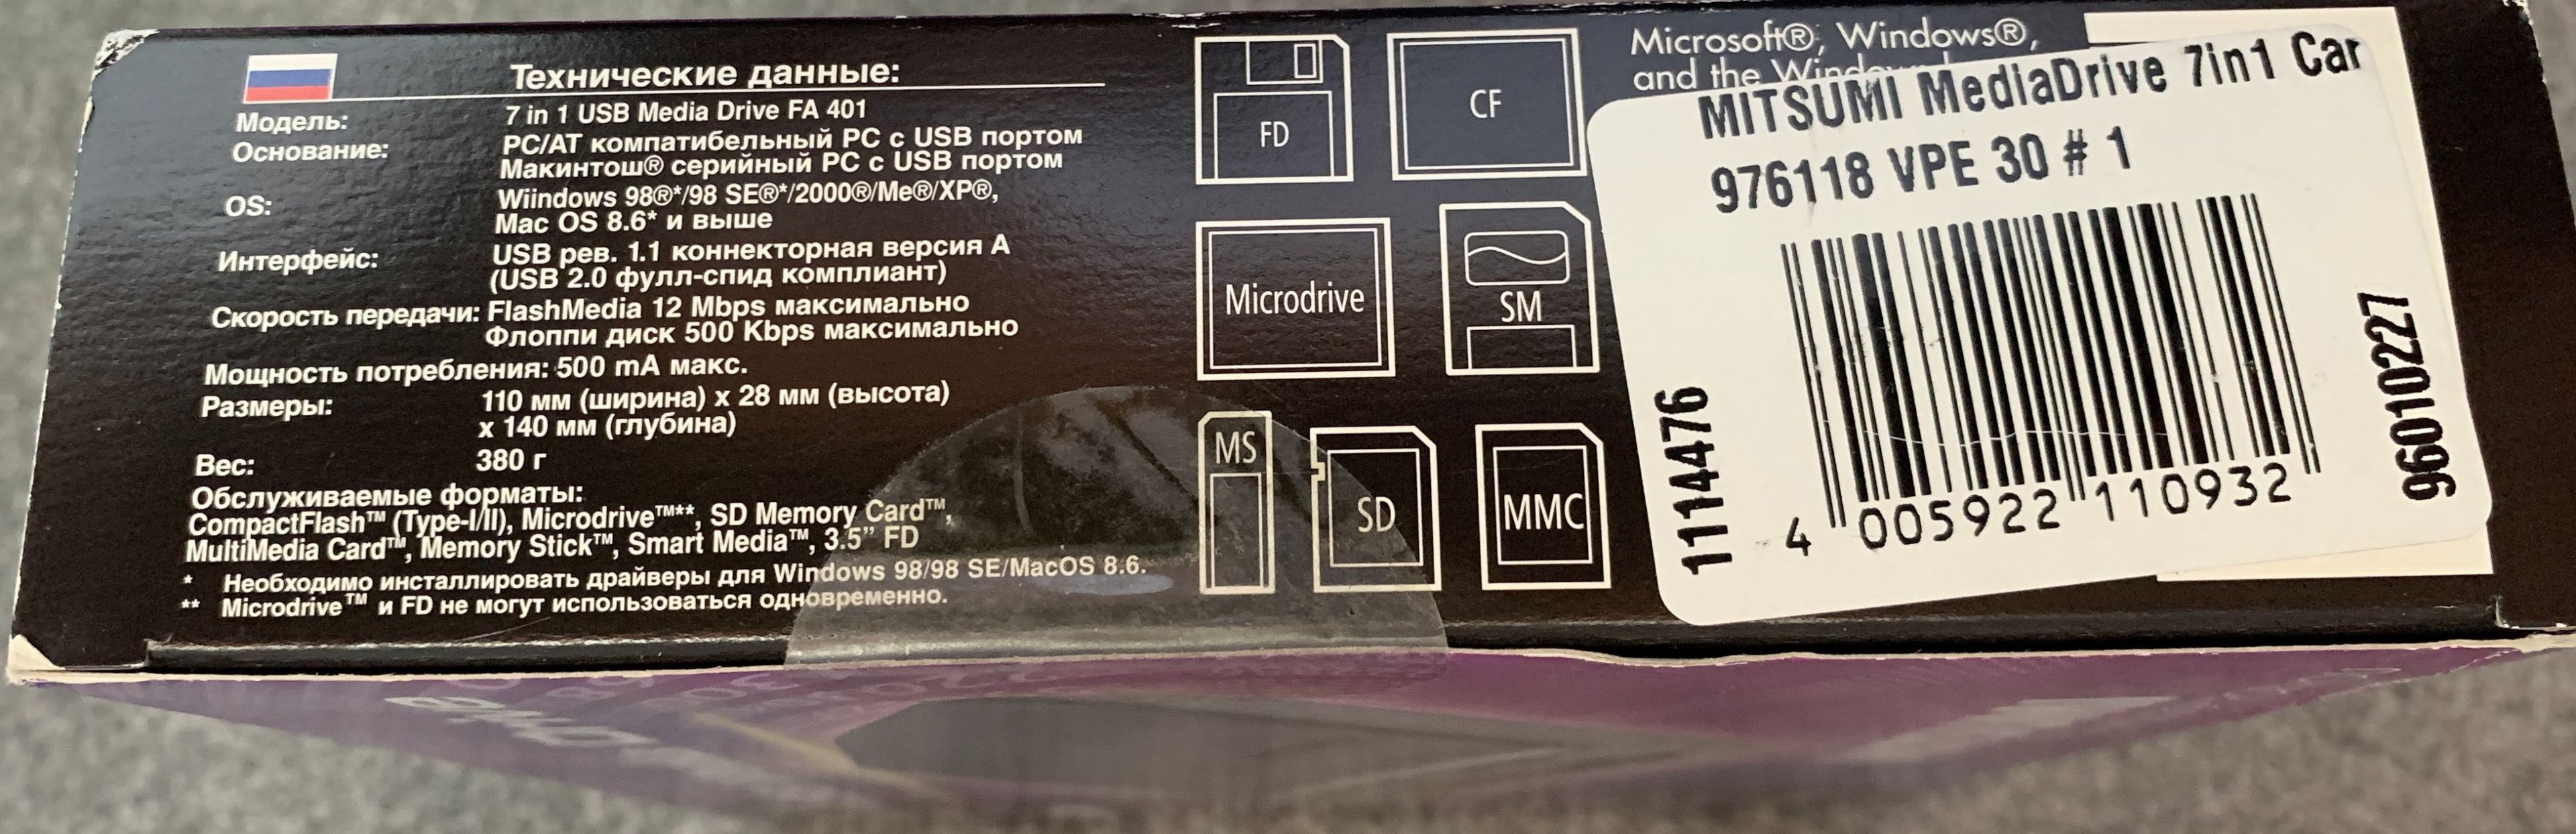 Технические данные:
Модель: 7 in 1 USB Media Drive FA 401
Основание: PC/AT компатибельный PC с USB портом
Макинтош® серийный PC с USB портом
OS: Wiindows 98®*/98 SE®*/2000®/Me®/XP®,
Mac OS 8.6* и выше
Интерфейс: USB рев. 1.1 коннекторная версия А
(USB 2.0 фулл-спид комплиант)
Скорость передачи: FlashMedia 12 Mbps максимально
Флоппи диск 500 Kbps максимально
Мощность потребления: 500 mA макс.
Размеры: 110 мм (ширина) x 28 мм (высота)
x 140 мм (глубина)
Вес: 380 г
Обслуживаемые форматы:
CompactFlash™ (Type-I/II), Microdrive™**, SD Memory Card™,
MultiMedia Card™, Memory Stick™, Smart Media™, 3.5” FD
* Необходимо инсталлировать драйверы для Windows 98/98 SE/MacOS 8.6.
** Microdrive™ и FD не могут использоваться одновременно.
FD
CF
Microdrive
SM
MS
SD
MMC
Microsoft®, Windows®,
and the
MITSUMI MediaDrive 7in1 Car
976118 VPE 30 # 1
1114476
4 005922 110932
96010227